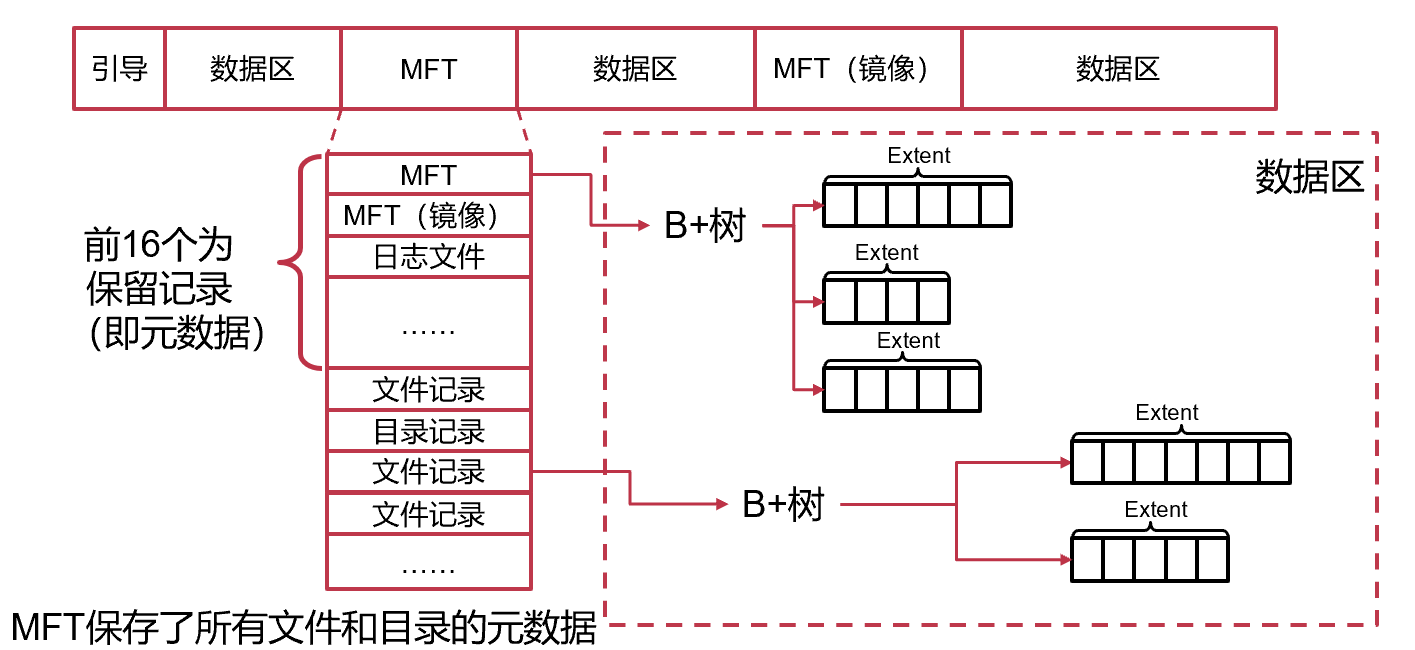 引导
数据区
MFT
数据区
MFT（镜像）
数据区
MFT
MFT（镜像）
日志文件
……
文件记录
目录记录
文件记录
文件记录
……
前16个为
保留记录
（即元数据）
MFT保存了所有文件和目录的元数据
数据区
B+树
Extent
Extent
Extent
B+树
Extent
Extent